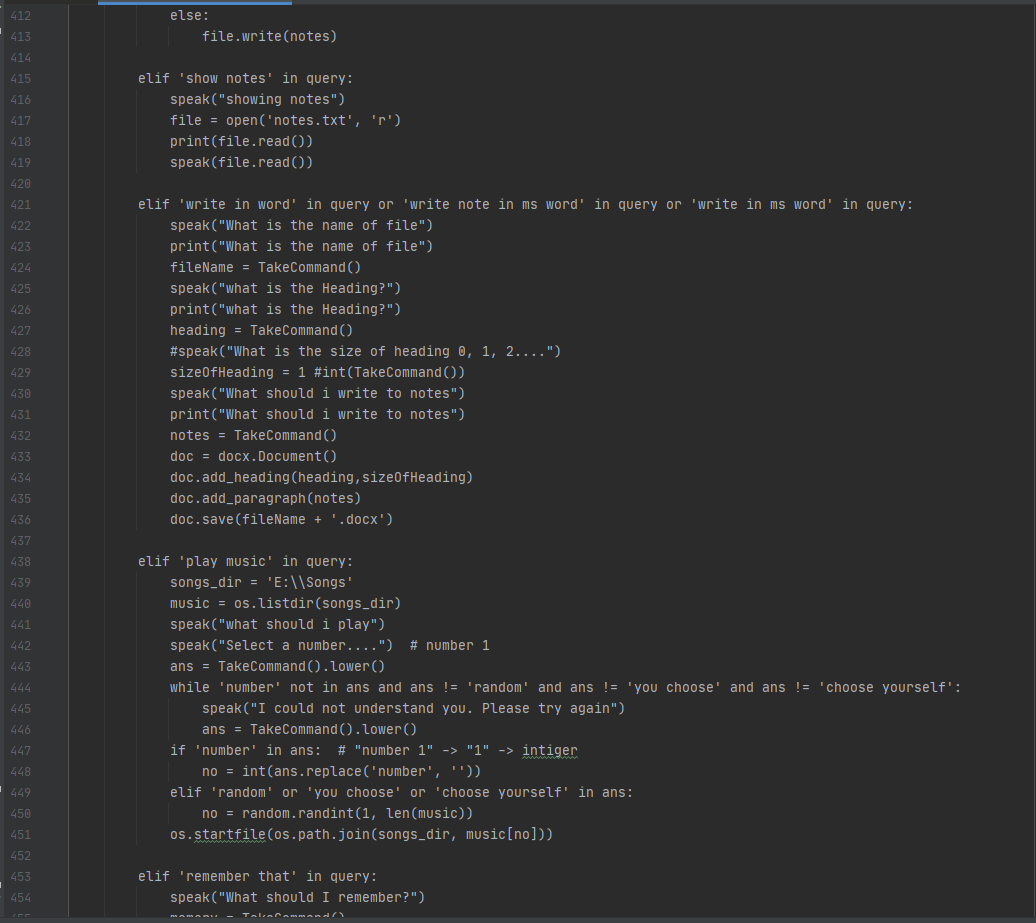 412 else:
413 file.write(notes)
414
415 elif 'show notes' in query:
416 speak("showing notes")
417 file = open('notes.txt', 'r')
418 print(file.read())
419 speak(file.read())
420
421 elif 'write in word' in query or 'write note in ms word' in query or 'write in ms word' in query:
422 speak("What is the name of file")
423 print("What is the name of file")
424 fileName = TakeCommand()
425 speak("what is the Heading?")
426 print("what is the Heading?")
427 heading = TakeCommand()
428 #speak("What is the size of heading 0, 1, 2....")
429 sizeOfHeading = 1 #int(TakeCommand())
430 speak("What should i write to notes")
431 print("What should i write to notes")
432 notes = TakeCommand()
433 doc = docx.Document()
434 doc.add_heading(heading,sizeOfHeading)
435 doc.add_paragraph(notes)
436 doc.save(fileName + '.docx')
437
438 elif 'play music' in query:
439 songs_dir = 'E:\\Songs'
440 music = os.listdir(songs_dir)
441 speak("what should i play")
442 speak("Select a number....")  # number 1
443 ans = TakeCommand().lower()
444 while 'number' not in ans and ans != 'random' and ans != 'you choose' and ans != 'choose yourself':
445 speak("I could not understand you. Please try again")
446 ans = TakeCommand().lower()
447 if 'number' in ans:  # "number 1" -> "1" -> intiger
448 no = int(ans.replace('number', ''))
449 elif 'random' or 'you choose' or 'choose yourself' in ans:
450 no = random.randint(1, len(music))
451 os.startfile(os.path.join(songs_dir, music[no]))
452
453 elif 'remember that' in query:
454 speak("What should I remember?")
455 memory = TakeCommand()